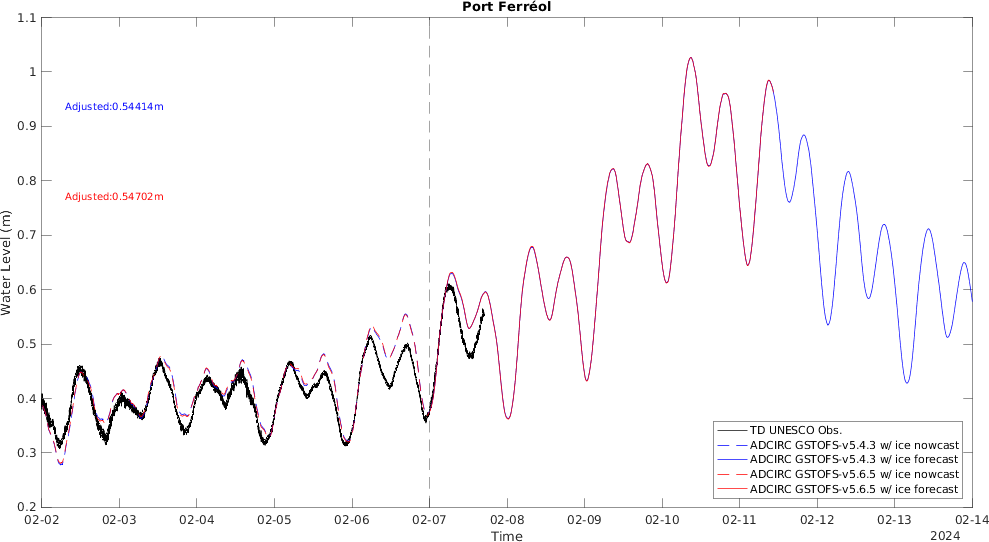 Port Ferréol
1.1
1
0.9
0.8
0.7
0.6
0.5
0.4
0.3
0.2
Water Level (m)
Adjusted:0.54414m
Adjusted:0.54702m
TD UNESCO Obs.
ADCIRC GSTOFS-v5.4.3 w/ ice nowcast
ADCIRC GSTOFS-v5.4.3 w/ ice forecast
ADCIRC GSTOFS-v5.6.5 w/ ice nowcast
ADCIRC GSTOFS-v5.6.5 w/ ice forecast
02-02 02-03 02-04 02-05 02-06 02-07 02-08 02-09 02-10 02-11 02-12 02-13 02-14
Time
2024